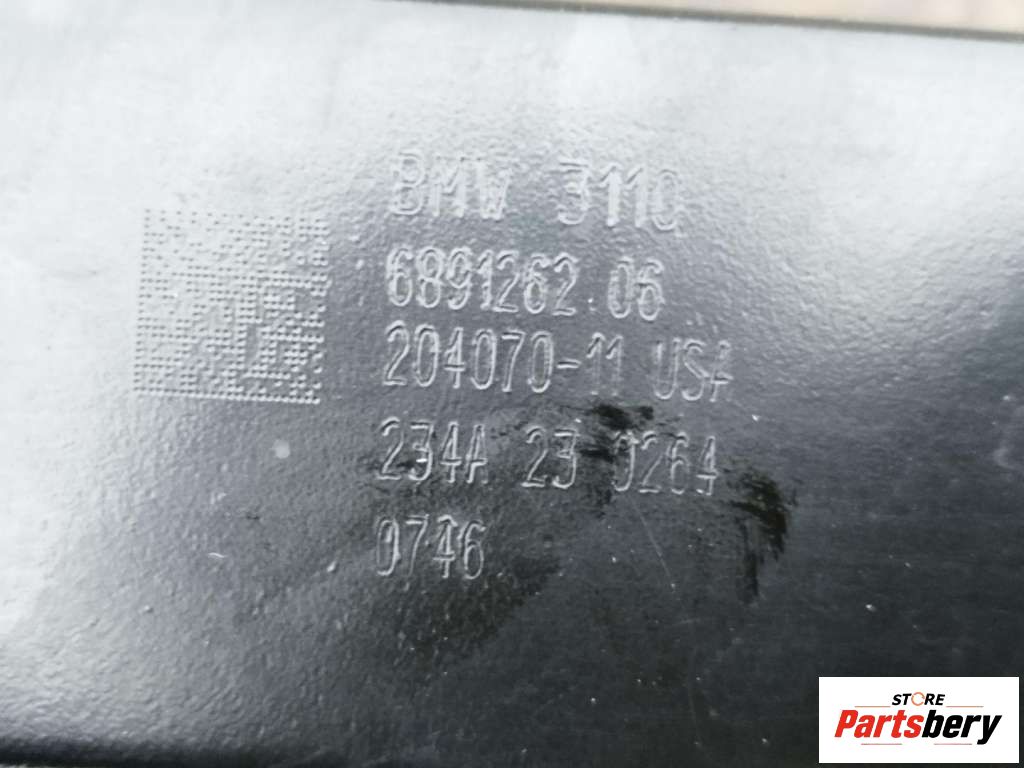 BMW 3110
6891262.06
204070-11 USA
234A 23 0264
0746
STORE
Partsbery